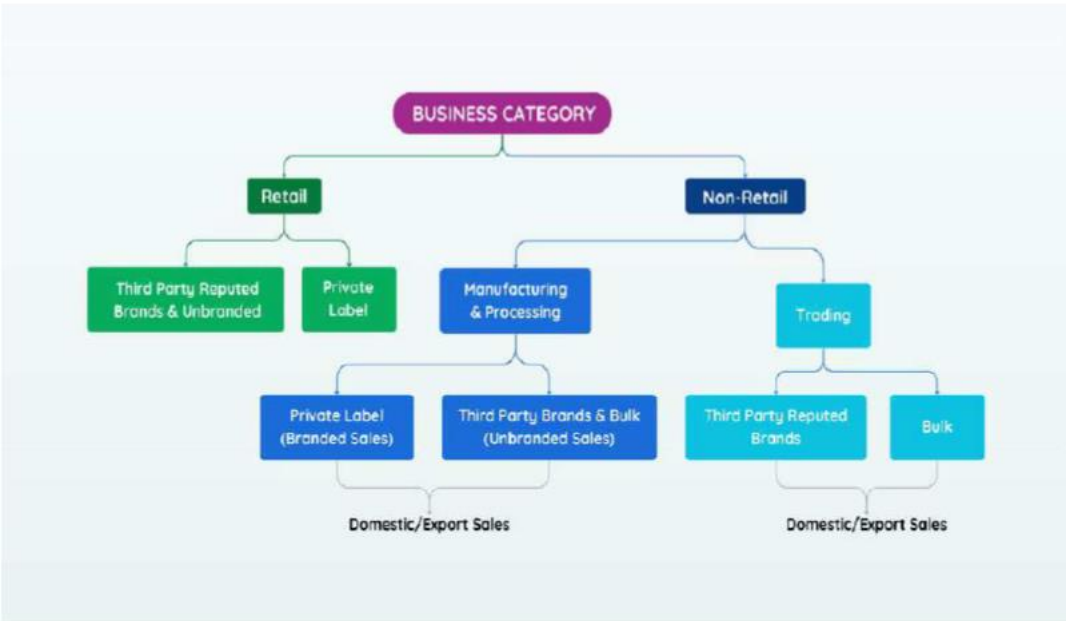 BUSINESS CATEGORY
Retail
Non-Retail
Third Party Reputed
Brands & Unbranded
Private
Label
Manufacturing
& Processing
Trading
Private Label
(Branded Sales)
Third Party Brands & Bulk
(Unbranded Sales)
Third Party Reputed
Brands
Bulk
Domestic/Export Sales
Domestic/Export Sales